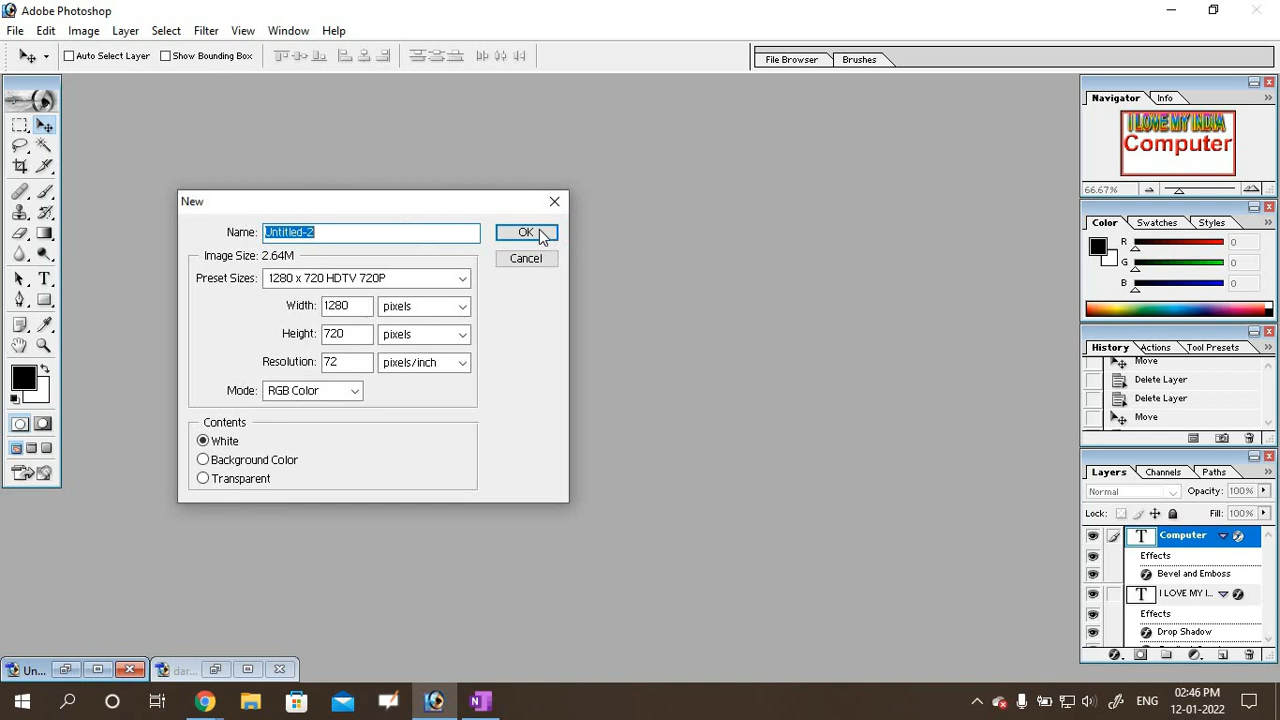 Adobe Photoshop
File Edit Image Layer Select Filter View Window Help
Auto Select Layer Show Bounding Box File Browser Brushes
Navigator Info
I LOVE MY INDIA
Computer
66.67%
Color Swatches Styles
R 0
G 0
B 0
History Actions Tool Presets
Move
Delete Layer
Delete Layer
Move
Layers Channels Paths
Normal Opacity: 100%
Lock: Fill: 100%
T Computer
Effects
Bevel and Emboss
T I LOVE MY I...
Effects
Drop Shadow
New
Name: Untitled-2 OK
Image Size: 2.64M Cancel
Preset Sizes: 1280 x 720 HDTV 720P
Width: 1280 pixels
Height: 720 pixels
Resolution: 72 pixels/inch
Mode: RGB Color
Contents
White
Background Color
Transparent
Un... dar...
ENG 02:46 PM
12-01-2022